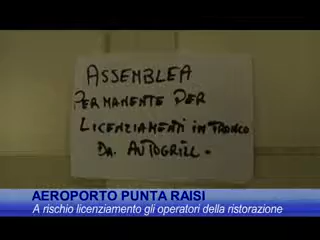 ASSEMBLEA
PERMANENTE PER
LICENZIAMENTI IN TRONCO
DA. AUTOGRILL.
AEROPORTO PUNTA RAISI
A rischio licenziamento gli operatori della ristorazione